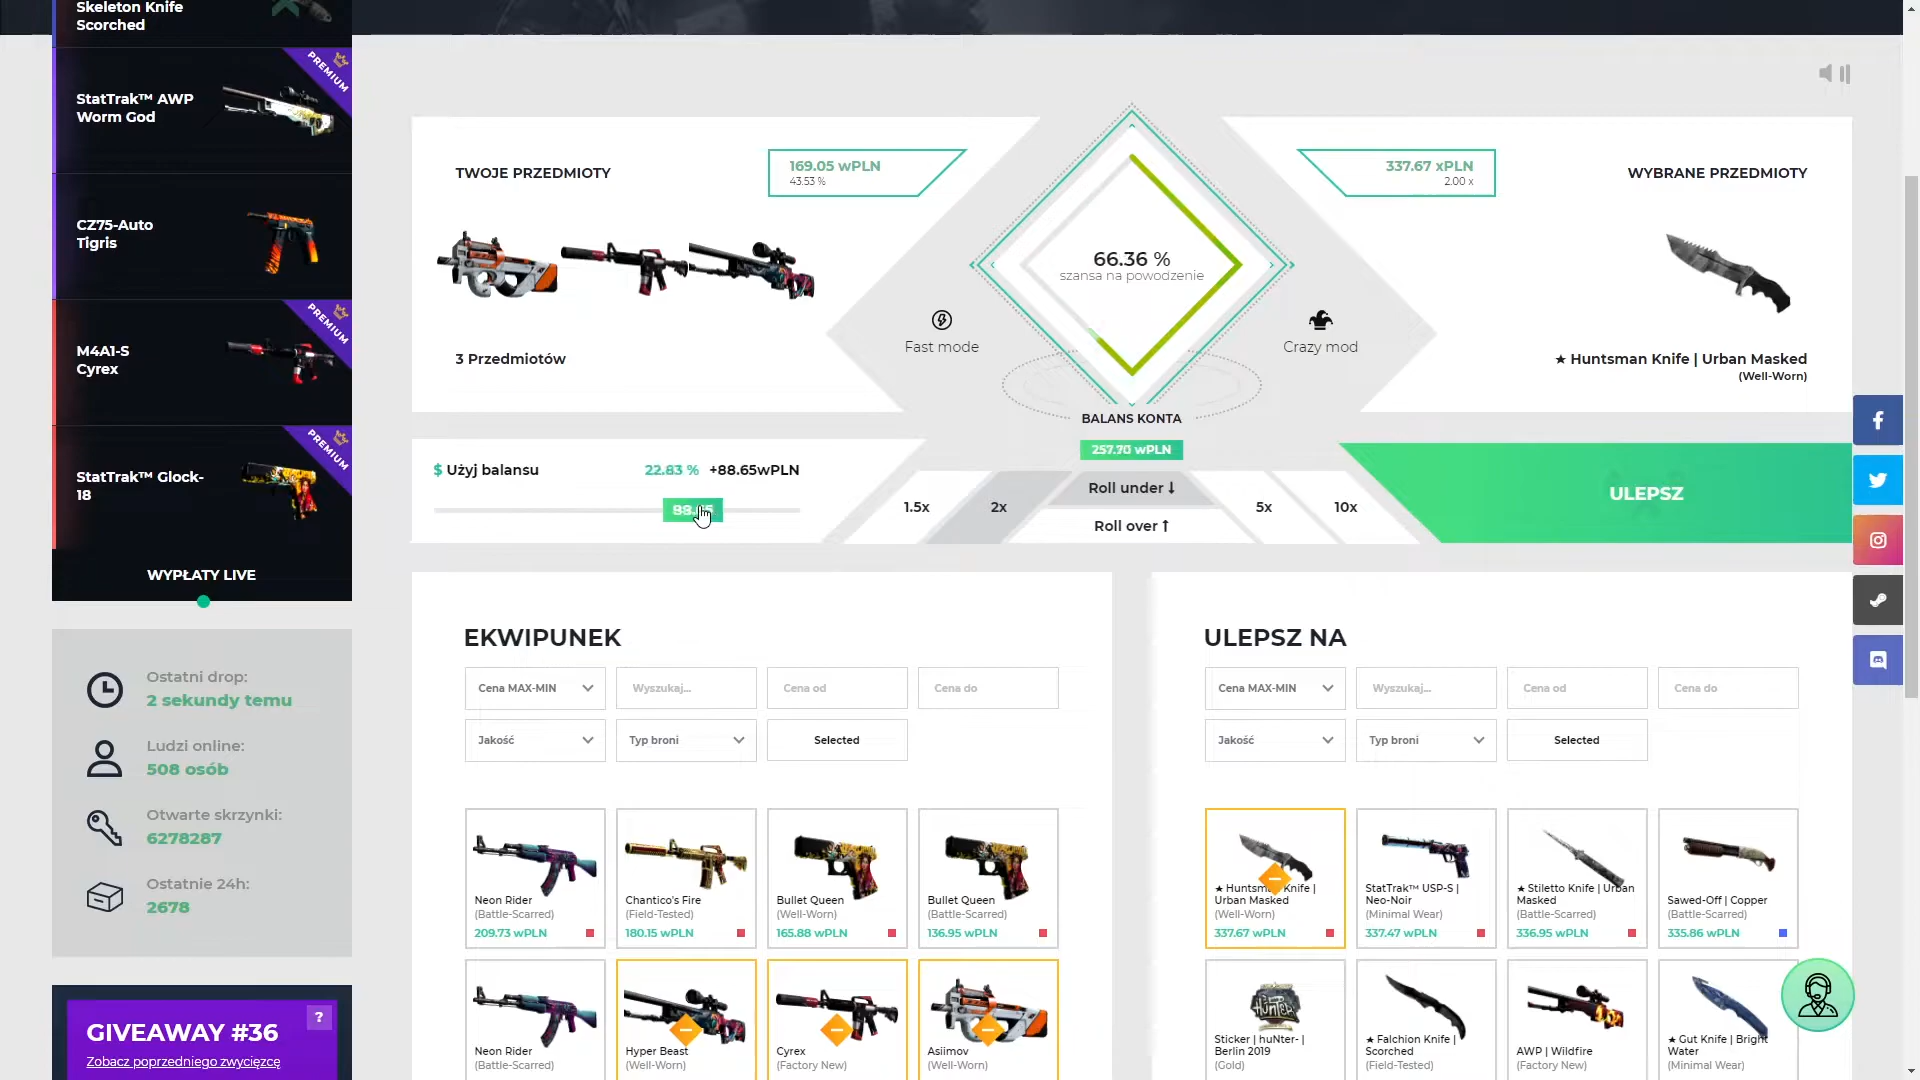 Skeleton Knife
Scorched
PREMIUM
StatTrak™ AWP
Worm God
CZ75-Auto
Tigris
PREMIUM
M4A1-S
Cyrex
PREMIUM
StatTrak™ Glock-
18
WYPŁATY LIVE
Ostatni drop:
2 sekundy temu
Ludzi online:
508 osób
Otwarte skrzynki:
6278287
Ostatnie 24h:
2678
GIVEAWAY #36
?
Zobacz poprzedniego zwycięzcę
TWOJE PRZEDMIOTY
169.05 wPLN
43.53 %
3 Przedmiotów
66.36 %
szansa na powodzenie
Fast mode
Crazy mod
337.67 xPLN
2.00 x
WYBRANE PRZEDMIOTY
★ Huntsman Knife | Urban Masked
(Well-Worn)
BALANS KONTA
257.70 wPLN
$ Użyj balansu
22.83 % +88.65wPLN
1.5x
2x
Roll under ↓
Roll over ↑
5x
10x
ULEPSZ
EKWIPUNEK
Cena MAX-MIN
Wyszukaj...
Cena od
Cena do
Jakość
Typ broni
Selected
Neon Rider
(Battle-Scarred)
209.73 wPLN
Chantico's Fire
(Field-Tested)
180.15 wPLN
Bullet Queen
(Well-Worn)
165.88 wPLN
Bullet Queen
(Battle-Scarred)
136.95 wPLN
Neon Rider
(Battle-Scarred)
Hyper Beast
(Well-Worn)
Cyrex
(Factory New)
Asiimov
(Well-Worn)
ULEPSZ NA
Cena MAX-MIN
Wyszukaj...
Cena od
Cena do
Jakość
Typ broni
Selected
Knife |
Urban Masked
(Well-Worn)
337.67 wPLN
StatTrak™ USP-S |
Neo-Noir
(Minimal Wear)
337.47 wPLN
★ Stiletto Knife | Urban
Masked
(Battle-Scarred)
336.95 wPLN
Sawed-Off | Copper
(Battle-Scarred)
335.86 wPLN
Sticker | huNter- |
Berlin 2019
(Gold)
★ Falchion Knife |
Scorched
(Field-Tested)
AWP | Wildfire
(Factory New)
★ Gut Knife | Bright
Water
(Minimal Wear)